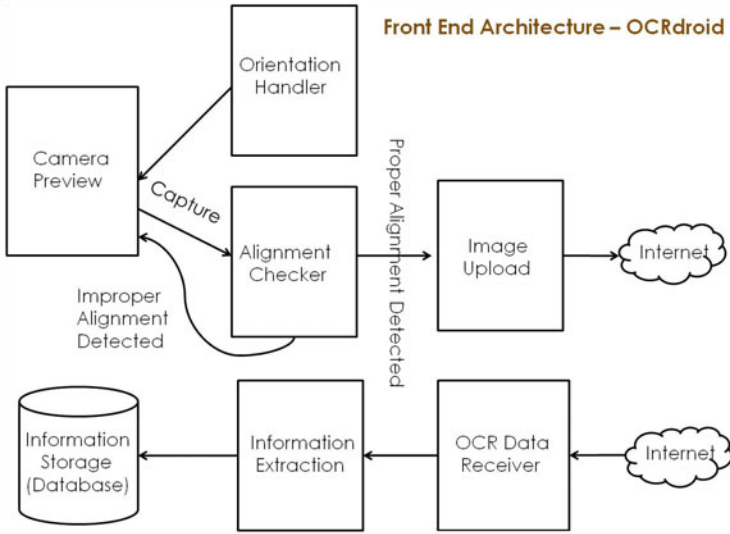 Front End Architecture – OCRdroid
Orientation
Handler
Camera
Preview
Capture
Alignment
Checker
Proper Alignment Detected
Image
Upload
Internet
Improper
Alignment
Detected
Information
Storage
(Database)
Information
Extraction
OCR Data
Receiver
Internet